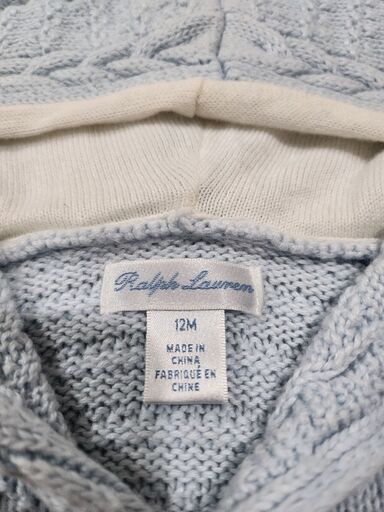 Ralph Lauren
12M
MADE IN
CHINA
FABRIQUÉ EN
CHINE